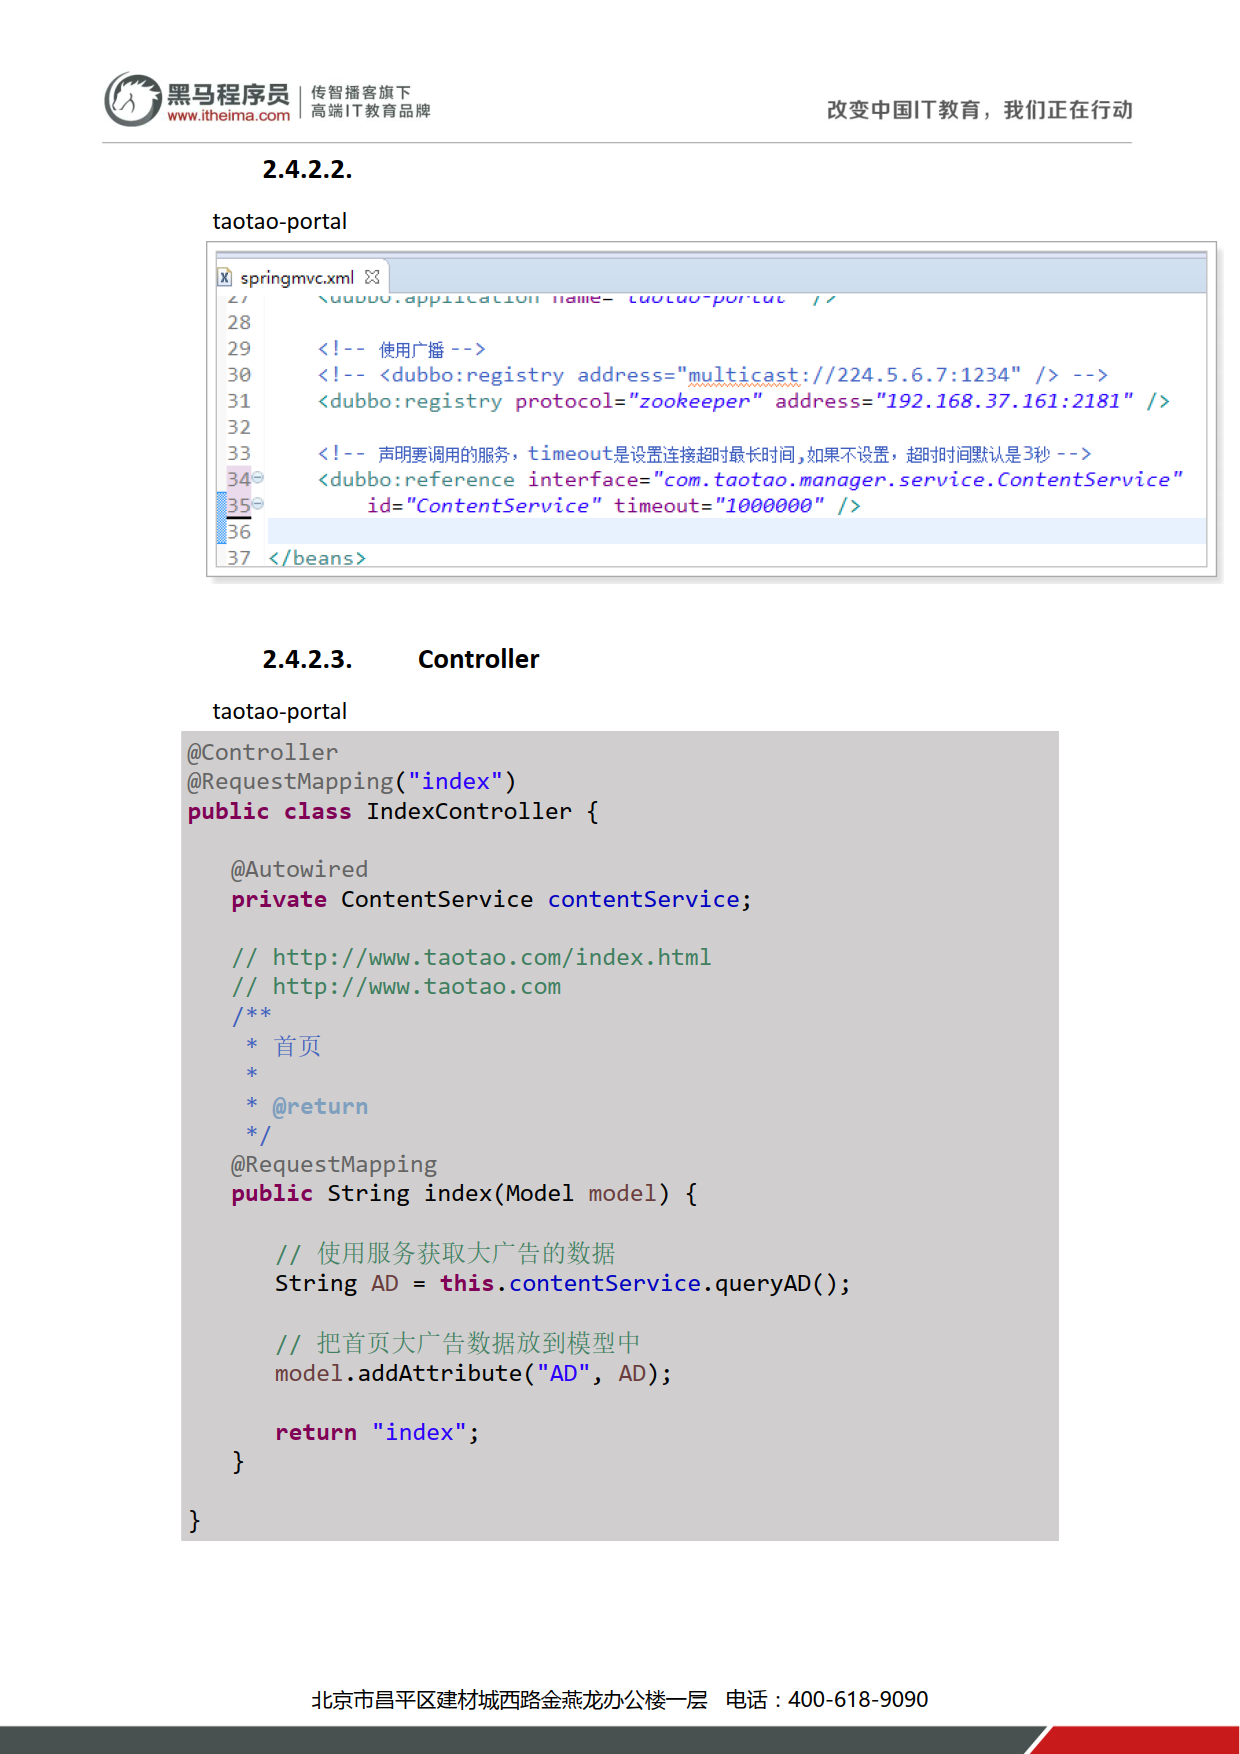 黑马程序员
www.itheima.com
传智播客旗下
高端IT教育品牌
改变中国IT教育，我们正在行动
2.4.2.2.
taotao-portal
springmvc.xml
27 <dubbo:application name="taotao-portal" />
28
29 <!-- 使用广播 -->
30 <!-- <dubbo:registry address="multicast://224.5.6.7:1234" /> -->
31 <dubbo:registry protocol="zookeeper" address="192.168.37.161:2181" />
32
33 <!-- 声明要调用的服务，timeout是设置连接超时最长时间,如果不设置，超时时间默认是3秒 -->
34 <dubbo:reference interface="com.taotao.manager.service.ContentService"
35 id="ContentService" timeout="1000000" />
36
37 </beans>
2.4.2.3. Controller
taotao-portal
@Controller
@RequestMapping("index")
public class IndexController {
@Autowired
private ContentService contentService;
// http://www.taotao.com/index.html
// http://www.taotao.com
/**
* 首页
*
* @return
*/
@RequestMapping
public String index(Model model) {
// 使用服务获取大广告的数据
String AD = this.contentService.queryAD();
// 把首页大广告数据放到模型中
model.addAttribute("AD", AD);
return "index";
}
}
北京市昌平区建材城西路金燕龙办公楼一层 电话：400-618-9090